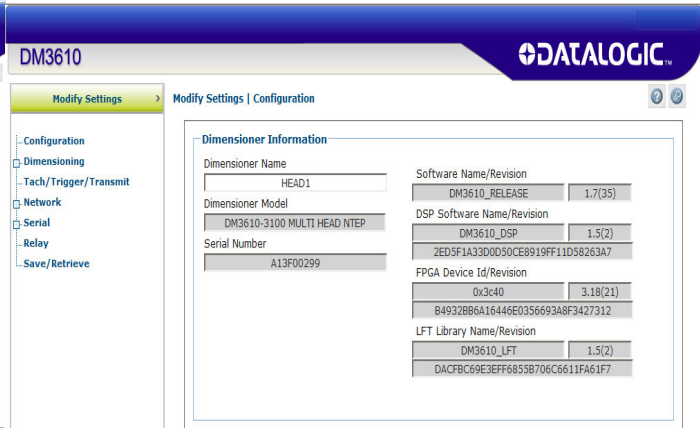 DM3610
DATALOGIC™
Modify Settings >
Modify Settings | Configuration
Configuration
Dimensioning
Tach/Trigger/Transmit
Network
Serial
Relay
Save/Retrieve
Dimensioner Information
Dimensioner Name
HEAD1
Dimensioner Model
DM3610-3100 MULTI HEAD NTEP
Serial Number
A13F00299
Software Name/Revision
DM3610_RELEASE 1.7(35)
DSP Software Name/Revision
DM3610_DSP 1.5(2)
2ED5F1A33D0D50CE8919FF11D58263A7
FPGA Device Id/Revision
0x3c40 3.18(21)
B4932BB6A16446E0356693A8F3427312
LFT Library Name/Revision
DM3610_LFT 1.5(2)
DACFBC69E3EFF6855B706C6611FA61F7